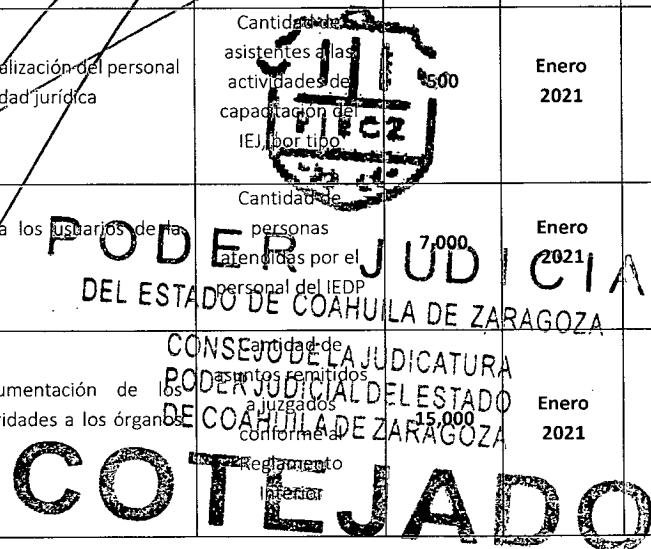 alización del personal
dad jurídica
Cantidad de
asistentes a las
actividades de
capacitación del
IEJ, por tipo
500
Enero
2021
CZ
a los usuarios de la
Cantidad de
personas
atendidas por el
personal del IEDP
7,000
Enero
2021
PODER JUDICIA
DEL ESTADO DE COAHUILA DE ZARAGOZA
CONSEJO DE LA JUDICATURA
PODER JUDICIAL DEL ESTADO
DE COAHUILA DE ZARAGOZA
umentación de los
ridades a los órganos
Cantidad de
asuntos remitidos
a juzgados
conforme al
Reglamento
Interior
15,000
Enero
2021
COTEJADO